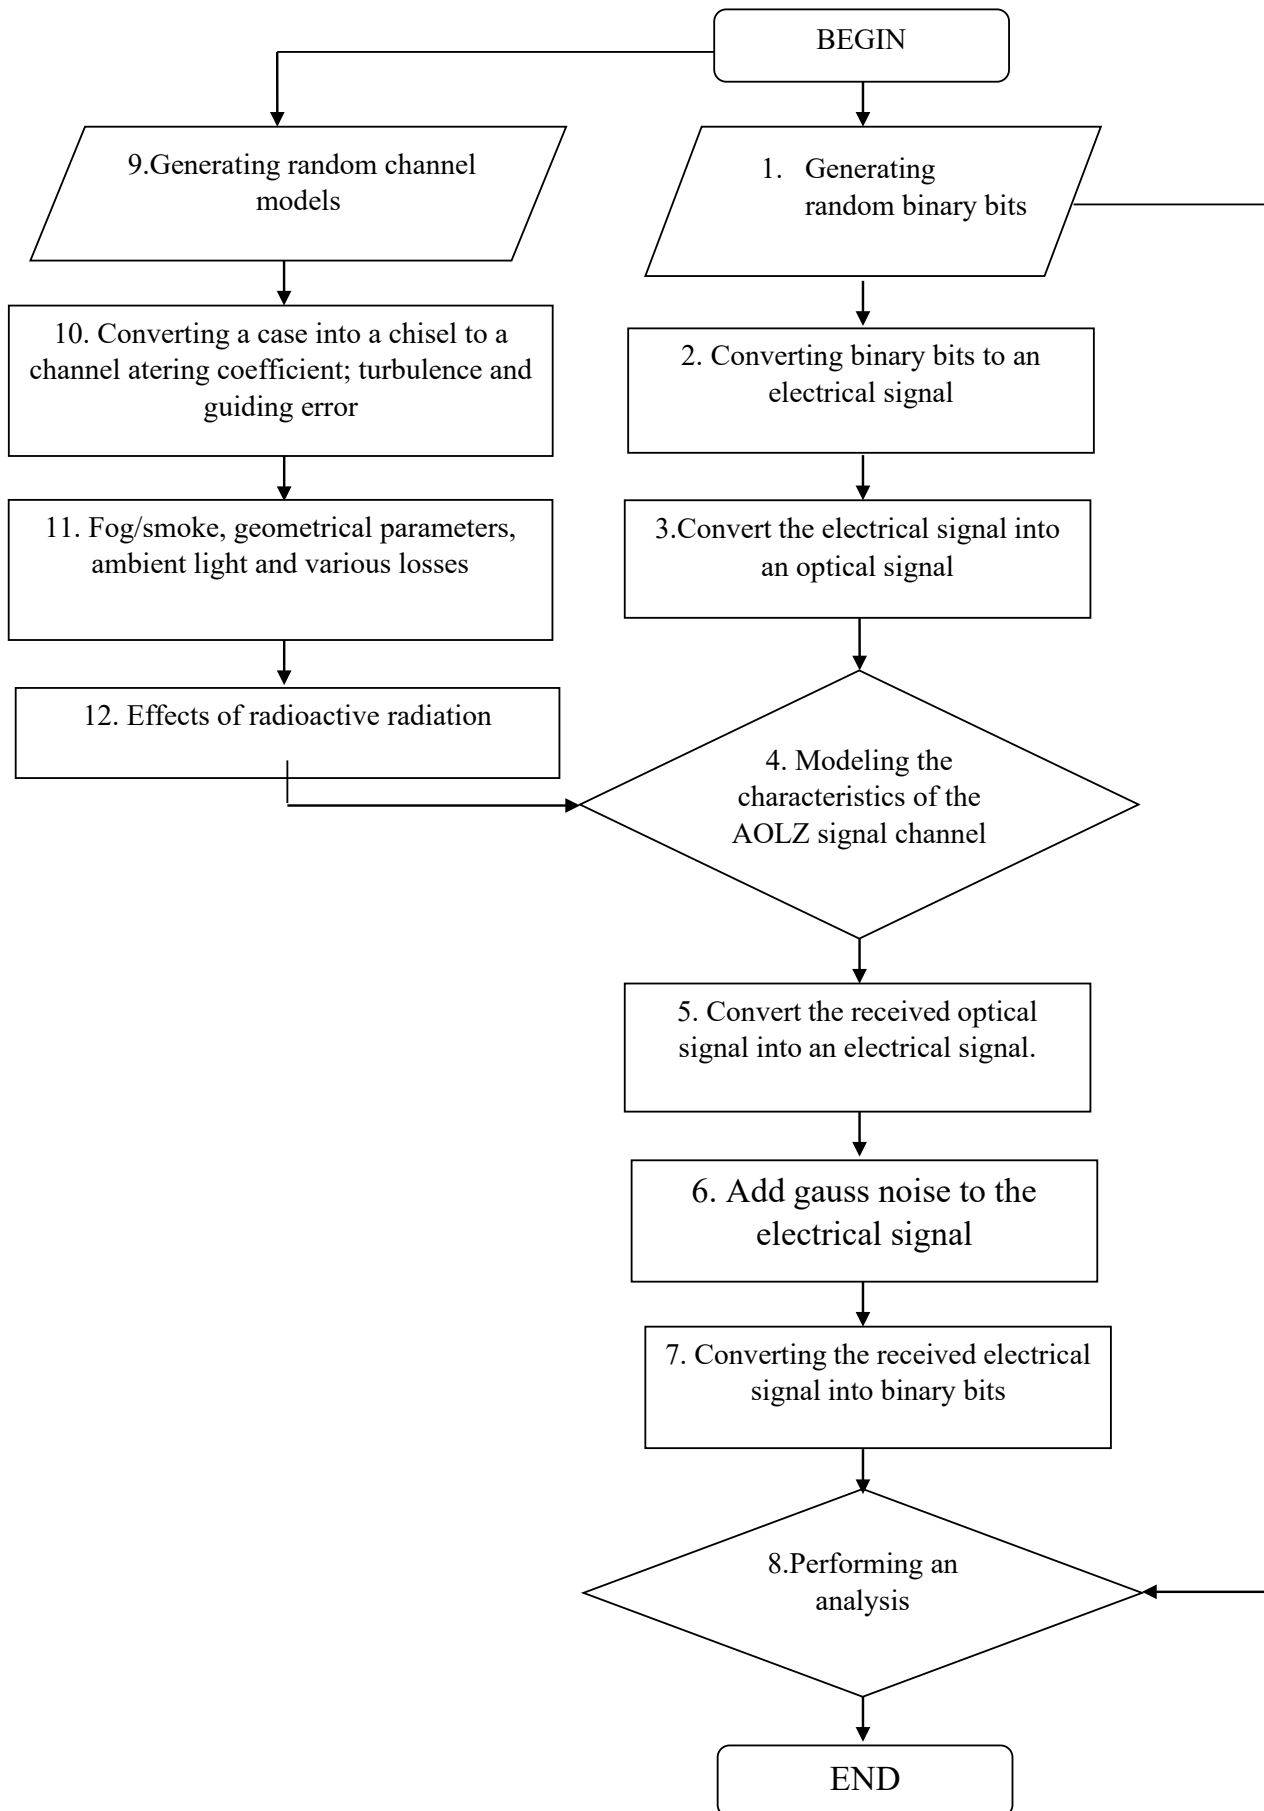 BEGIN
9.Generating random channel
models
1. Generating
random binary bits
10. Converting a case into a chisel to a
channel atering coefficient; turbulence and
guiding error
2. Converting binary bits to an
electrical signal
11. Fog/smoke, geometrical parameters,
ambient light and various losses
3.Convert the electrical signal into
an optical signal
12. Effects of radioactive radiation
4. Modeling the
characteristics of the
AOLZ signal channel
5. Convert the received optical
signal into an electrical signal.
6. Add gauss noise to the
electrical signal
7. Converting the received electrical
signal into binary bits
8.Performing an
analysis
END